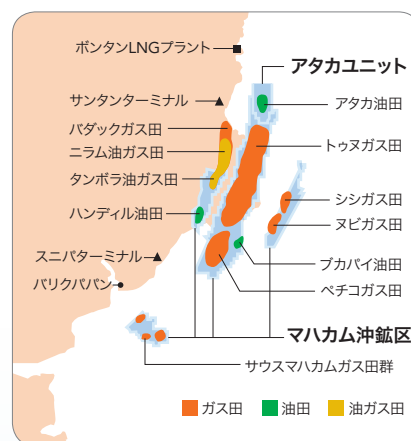 ボンタンLNGプラント
アタカユニット
サンタンターミナル
アタカ油田
バダックガス田
トゥヌガス田
ニラム油ガス田
タンボラ油ガス田
シシガス田
ハンディル油田
ヌビガス田
スニパターミナル
ブカパイ油田
バリクパパン
ペチコガス田
マハカム沖鉱区
サウスマハカムガス田群
ガス田 油田 油ガス田